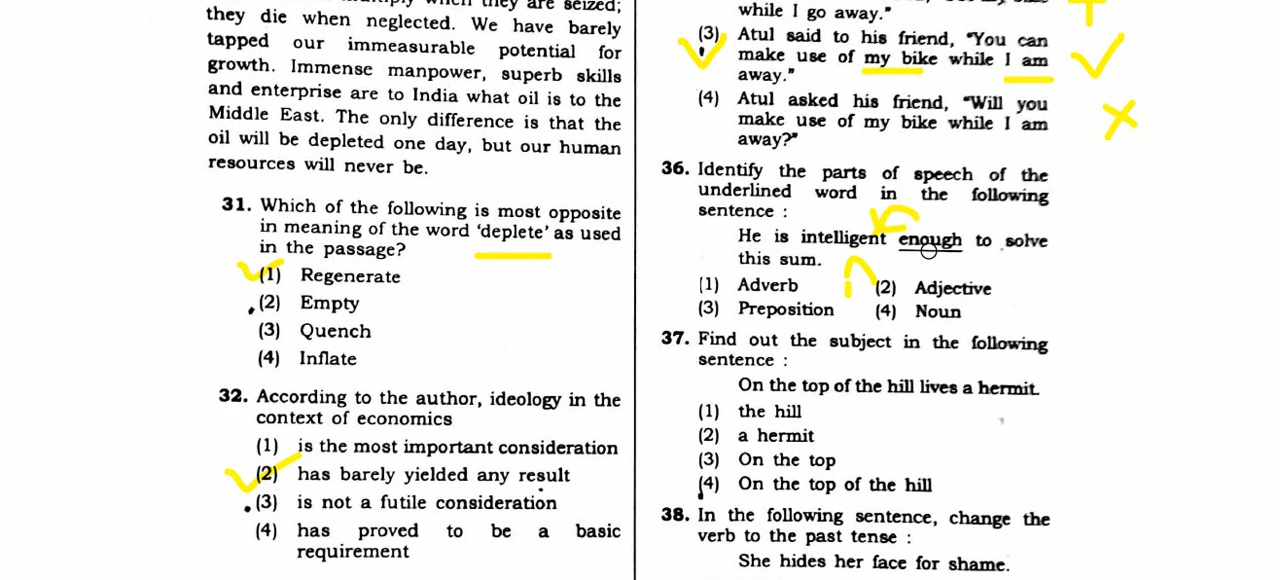 they are seized;
they die when neglected. We have barely
tapped our immeasurable potential for
growth. Immense manpower, superb skills
and enterprise are to India what oil is to the
Middle East. The only difference is that the
oil will be depleted one day, but our human
resources will never be.
31. Which of the following is most opposite
in meaning of the word ‘deplete’ as used
in the passage?
(1) Regenerate
(2) Empty
(3) Quench
(4) Inflate
32. According to the author, ideology in the
context of economics
(1) is the most important consideration
(2) has barely yielded any result
(3) is not a futile consideration
(4) has proved to be a basic
requirement
while I go away."
(3) Atul said to his friend, "You can
make use of my bike while I am
away."
(4) Atul asked his friend, "Will you
make use of my bike while I am
away?"
36. Identify the parts of speech of the
underlined word in the following
sentence :
He is intelligent enough to solve
this sum.
(1) Adverb (2) Adjective
(3) Preposition (4) Noun
37. Find out the subject in the following
sentence :
On the top of the hill lives a hermit.
(1) the hill
(2) a hermit
(3) On the top
(4) On the top of the hill
38. In the following sentence, change the
verb to the past tense :
She hides her face for shame.